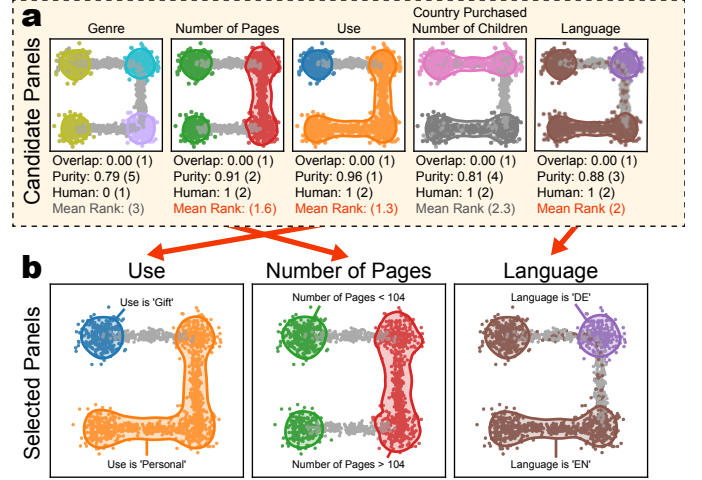 a
Candidate Panels
Genre
Overlap: 0.00 (1)
Purity: 0.79 (5)
Human: 0 (1)
Mean Rank: (3)
Number of Pages
Overlap: 0.00 (1)
Purity: 0.91 (2)
Human: 1 (2)
Mean Rank: (1.6)
Use
Overlap: 0.00 (1)
Purity: 0.96 (1)
Human: 1 (2)
Mean Rank: (1.3)
Country Purchased
Number of Children
Overlap: 0.00 (1)
Purity: 0.81 (4)
Human: 1 (2)
Mean Rank (2.3)
Language
Overlap: 0.00 (1)
Purity: 0.88 (3)
Human: 1 (2)
Mean Rank (2)
b
Selected Panels
Use
Use is 'Gift'
Use is 'Personal'
Number of Pages
Number of Pages < 104
Number of Pages > 104
Language
Language is 'DE'
Language is 'EN'